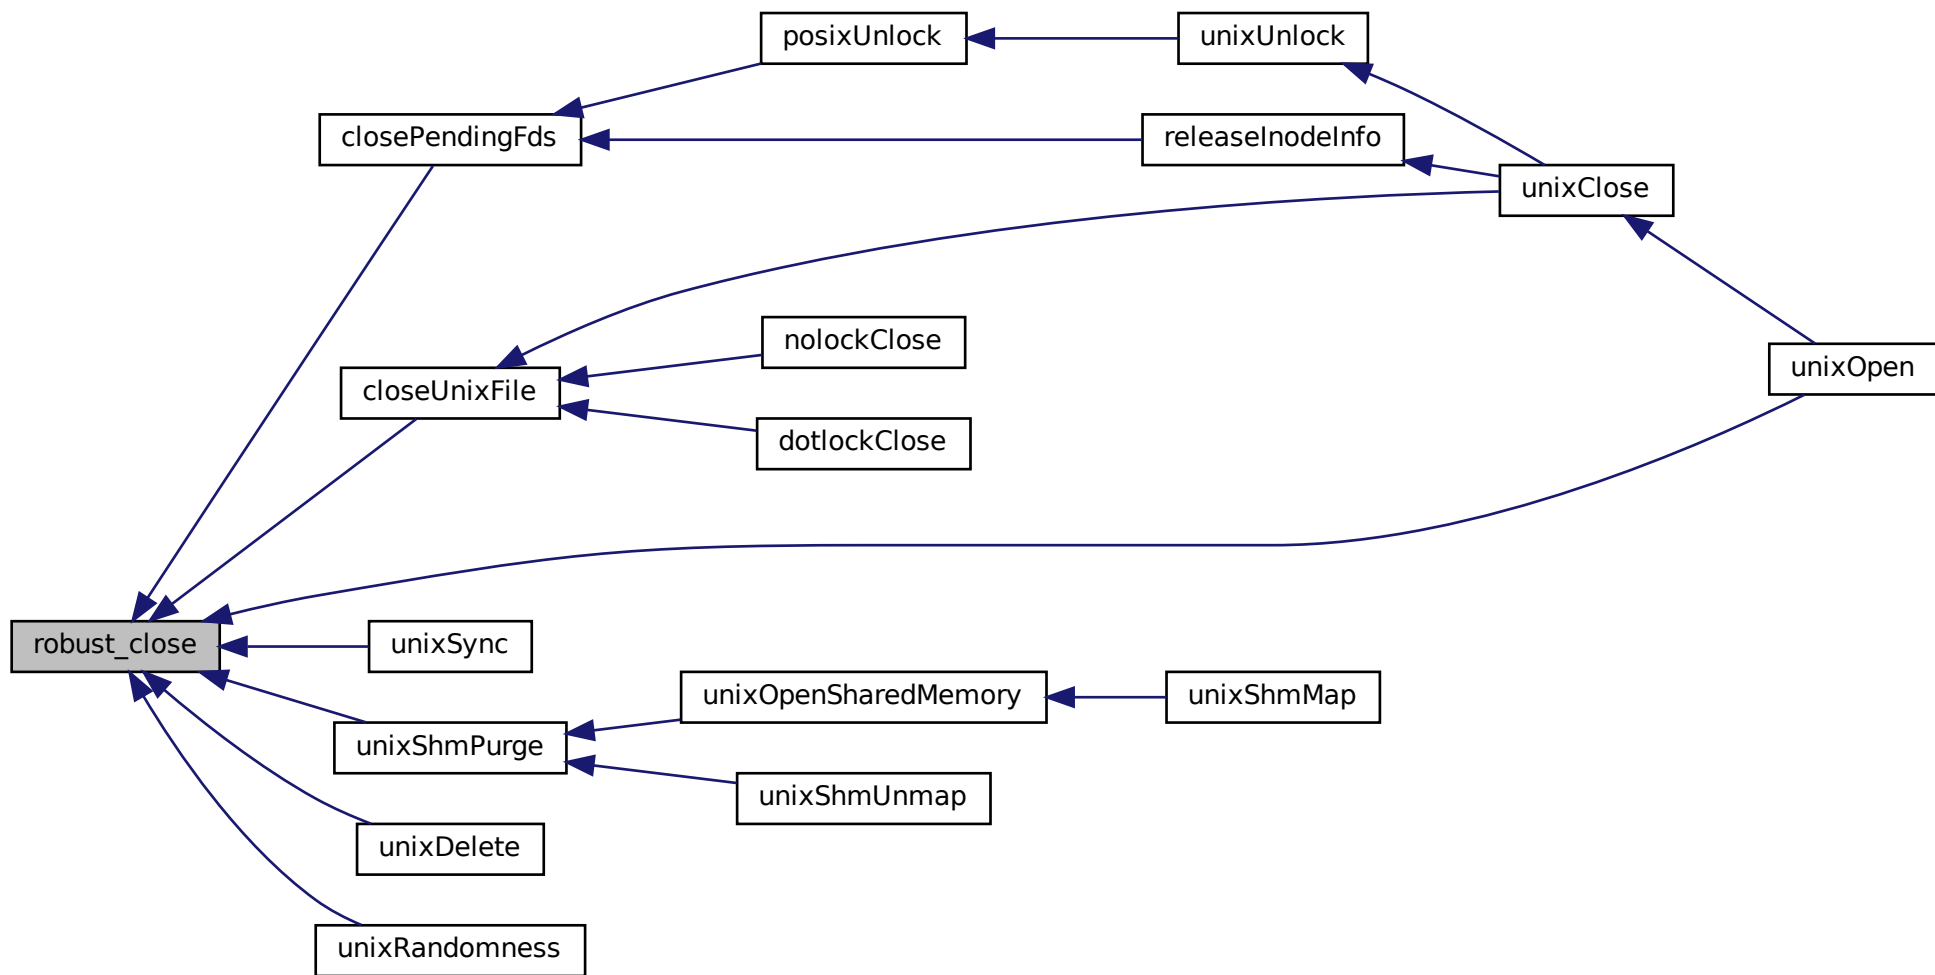 posixUnlock
unixUnlock
closePendingFds
releaseInodeInfo
unixClose
nolockClose
unixOpen
closeUnixFile
dotlockClose
robust_close
unixSync
unixOpenSharedMemory
unixShmMap
unixShmPurge
unixShmUnmap
unixDelete
unixRandomness